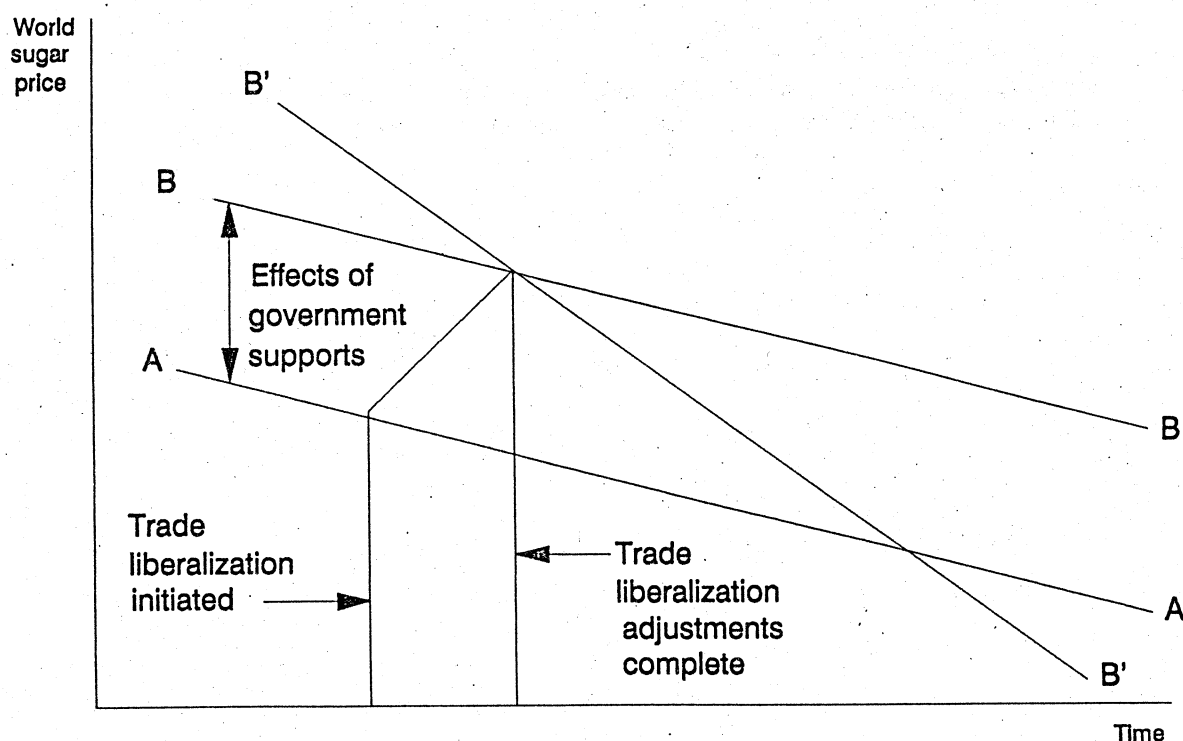 World
sugar
price
B'
B
Effects of
government
supports
A
B
Trade
liberalization
initiated
Trade
liberalization
adjustments
complete
A
B'
Time